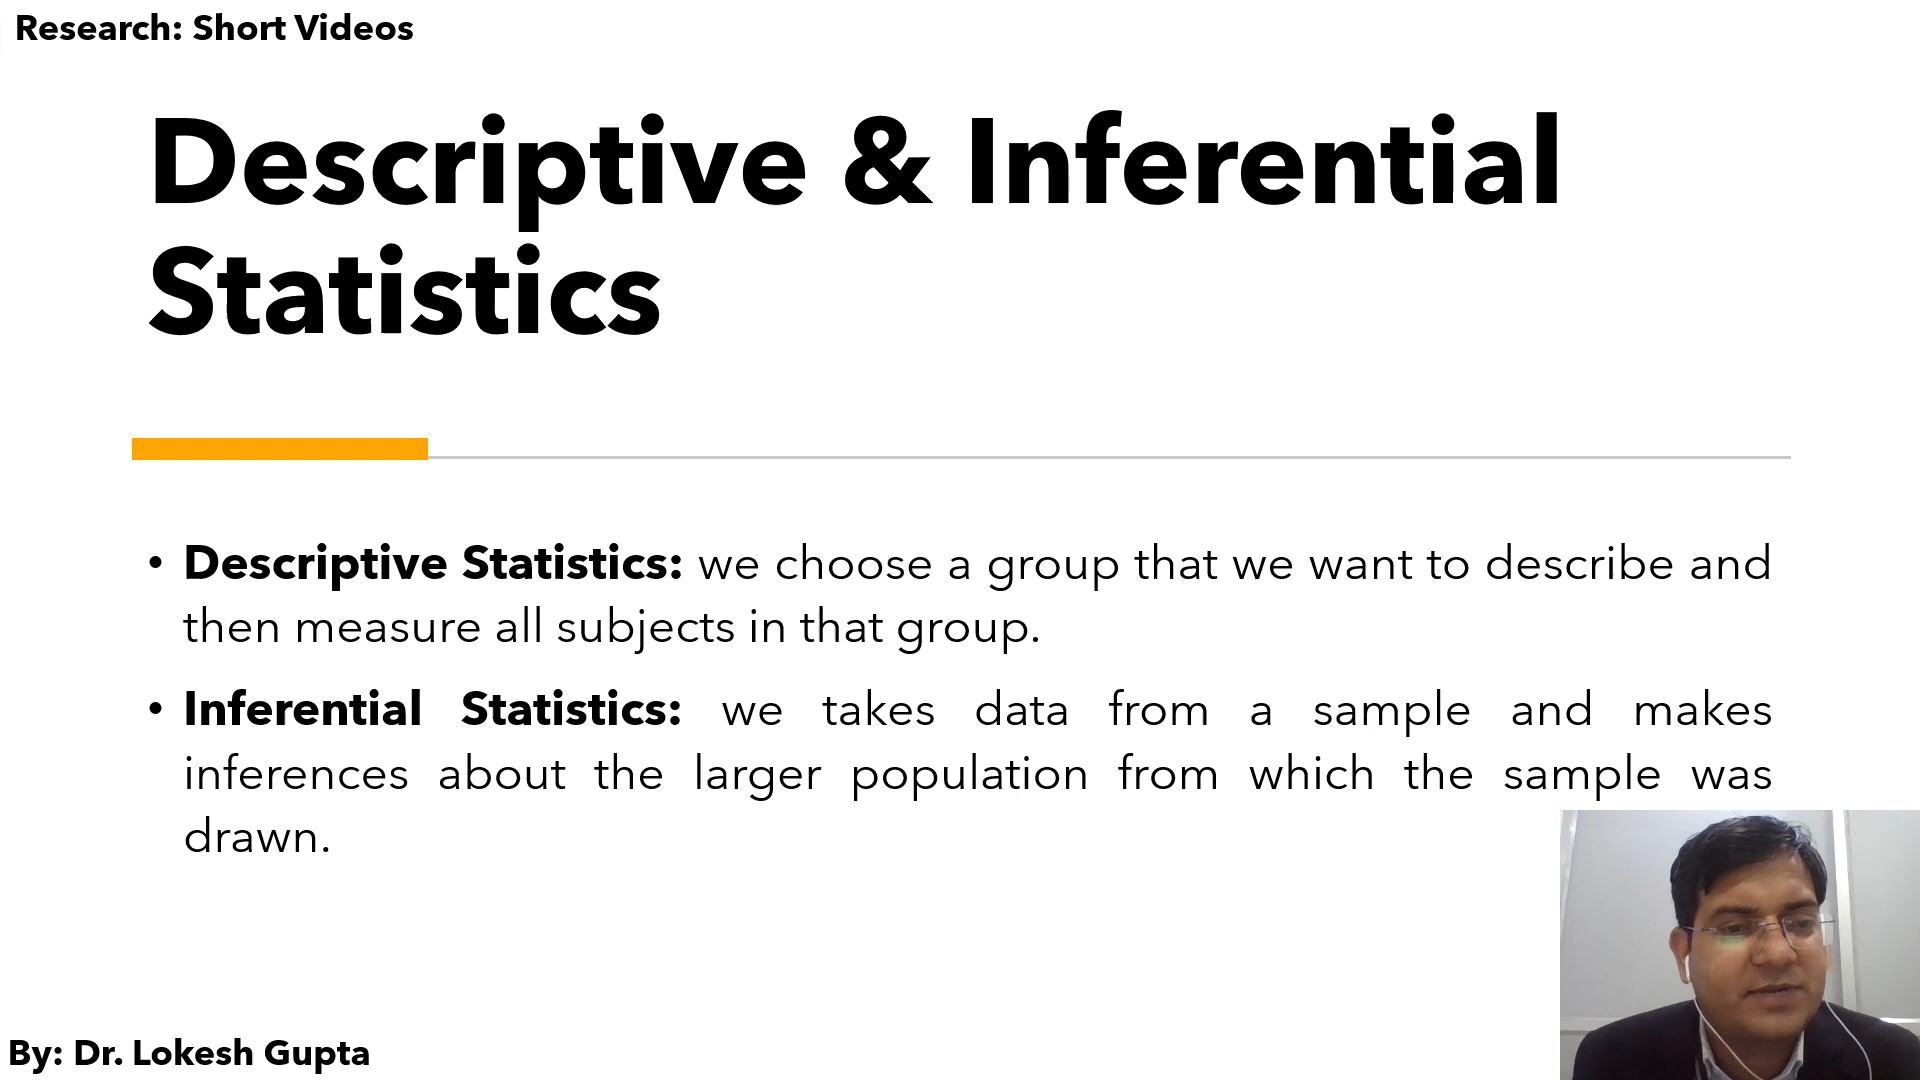 Research: Short Videos
Descriptive & Inferential
Statistics
• Descriptive Statistics: we choose a group that we want to describe and
then measure all subjects in that group.
• Inferential Statistics: we takes data from a sample and makes
inferences about the larger population from which the sample was
drawn.
By: Dr. Lokesh Gupta